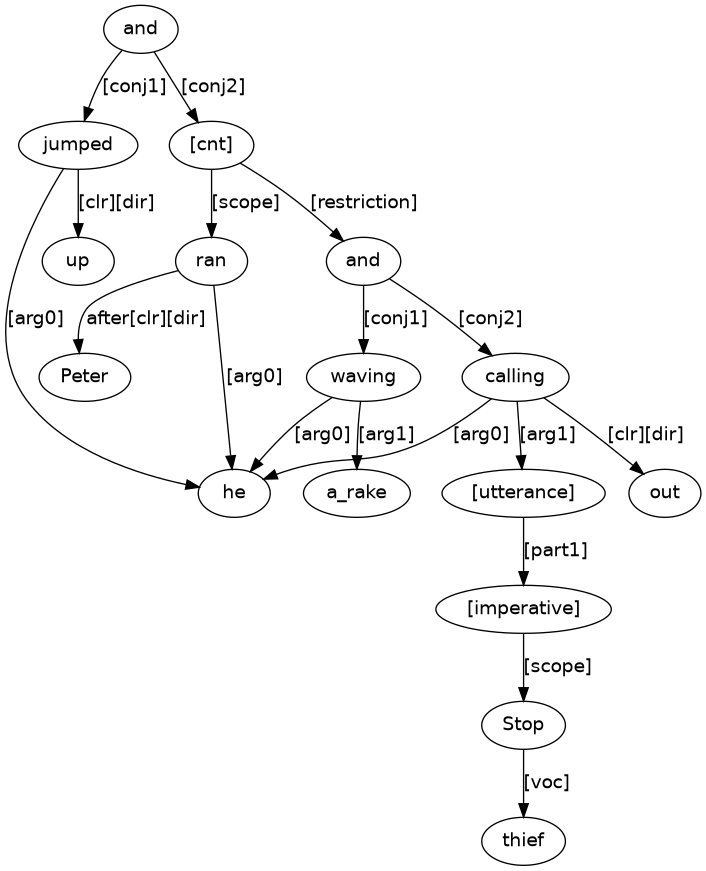 and
[conj1] [conj2]
jumped [cnt]
[clr][dir] [scope] [restriction]
up ran and
[arg0] after[clr][dir] [conj1] [conj2]
Peter [arg0] waving calling
[arg0] [arg1] [arg0] [arg1] [clr][dir]
he a_rake [utterance] out
[part1]
[imperative]
[scope]
Stop
[voc]
thief